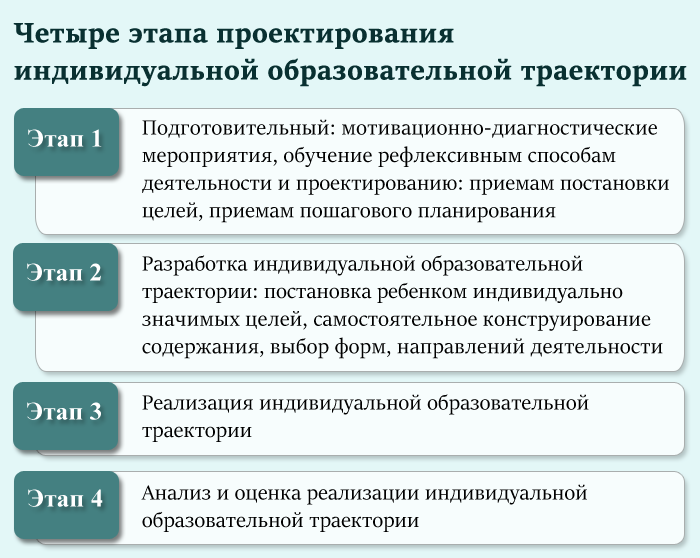 Четыре этапа проектирования
индивидуальной образовательной траектории
Этап 1
Подготовительный: мотивационно-диагностические
мероприятия, обучение рефлексивным способам
деятельности и проектированию: приемам постановки
целей, приемам пошагового планирования
Этап 2
Разработка индивидуальной образовательной
траектории: постановка ребенком индивидуально
значимых целей, самостоятельное конструирование
содержания, выбор форм, направлений деятельности
Этап 3
Реализация индивидуальной образовательной
траектории
Этап 4
Анализ и оценка реализации индивидуальной
образовательной траектории